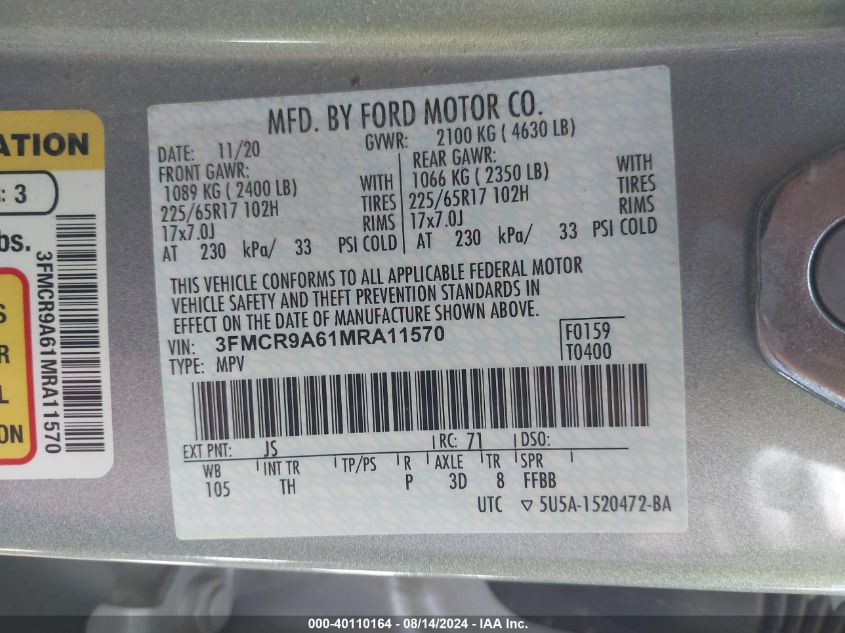 ATION
: 3
bs.
S
R
L
ON
3FMCR9A61MRA11570
MFD. BY FORD MOTOR CO.
DATE: 11/20 GVWR: 2100 KG ( 4630 LB)
FRONT GAWR: REAR GAWR:
1089 KG ( 2400 LB) WITH 1066 KG ( 2350 LB) WITH
225/65R17 102H TIRES 225/65R17 102H TIRES
17x7.0J RIMS 17x7.0J RIMS
AT 230 kPa/ 33 PSI COLD AT 230 kPa/ 33 PSI COLD
THIS VEHICLE CONFORMS TO ALL APPLICABLE FEDERAL MOTOR
VEHICLE SAFETY AND THEFT PREVENTION STANDARDS IN
EFFECT ON THE DATE OF MANUFACTURE SHOWN ABOVE.
VIN: 3FMCR9A61MRA11570 F0159
TYPE: MPV T0400
EXT PNT: JS RC: 71 DSO:
WB INT TR TP/PS R AXLE TR SPR
105 TH P 3D 8 FFBB
UTC ▽ 5U5A-1520472-BA
000-40110164 - 08/14/2024 - IAAI Inc.